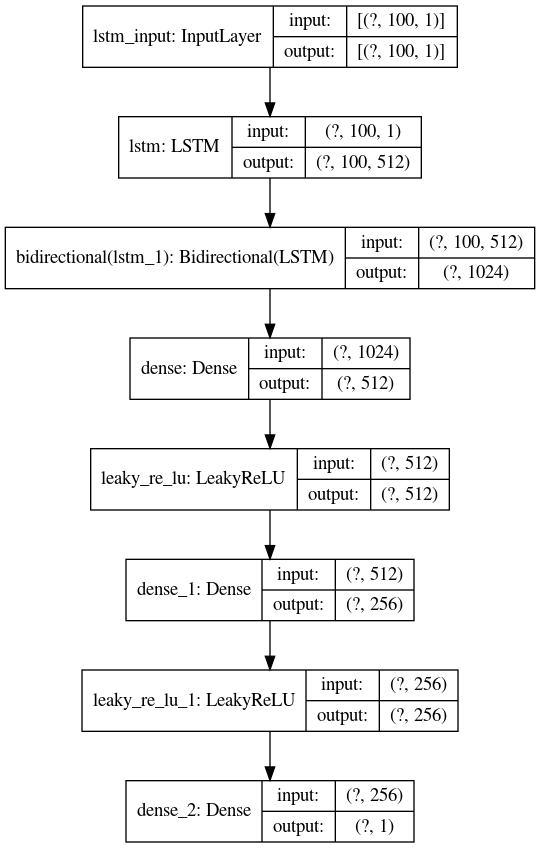 lstm_input: InputLayer
input: [(?, 100, 1)]
output: [(?, 100, 1)]
lstm: LSTM
input: (?, 100, 1)
output: (?, 100, 512)
bidirectional(lstm_1): Bidirectional(LSTM)
input: (?, 100, 512)
output: (?, 1024)
dense: Dense
input: (?, 1024)
output: (?, 512)
leaky_re_lu: LeakyReLU
input: (?, 512)
output: (?, 512)
dense_1: Dense
input: (?, 512)
output: (?, 256)
leaky_re_lu_1: LeakyReLU
input: (?, 256)
output: (?, 256)
dense_2: Dense
input: (?, 256)
output: (?, 1)